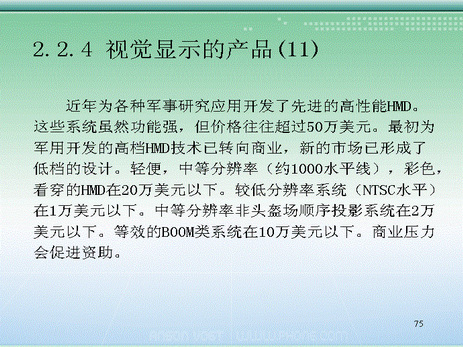 2.2.4 视觉显示的产品(11)
近年为各种军事研究应用开发了先进的高性能HMD。
这些系统虽然功能强，但价格往往超过50万美元。最初为
军用开发的高档HMD技术已转向商业，新的市场已形成了
低档的设计。轻便，中等分辨率（约1000水平线），彩色，
看穿的HMD在20万美元以下。较低分辨率系统（NTSC水平）
在1万美元以下。中等分辨率非头盔场顺序投影系统在2万
美元以下。等效的BOOM类系统在10万美元以下。商业压力
会促进资助。
75